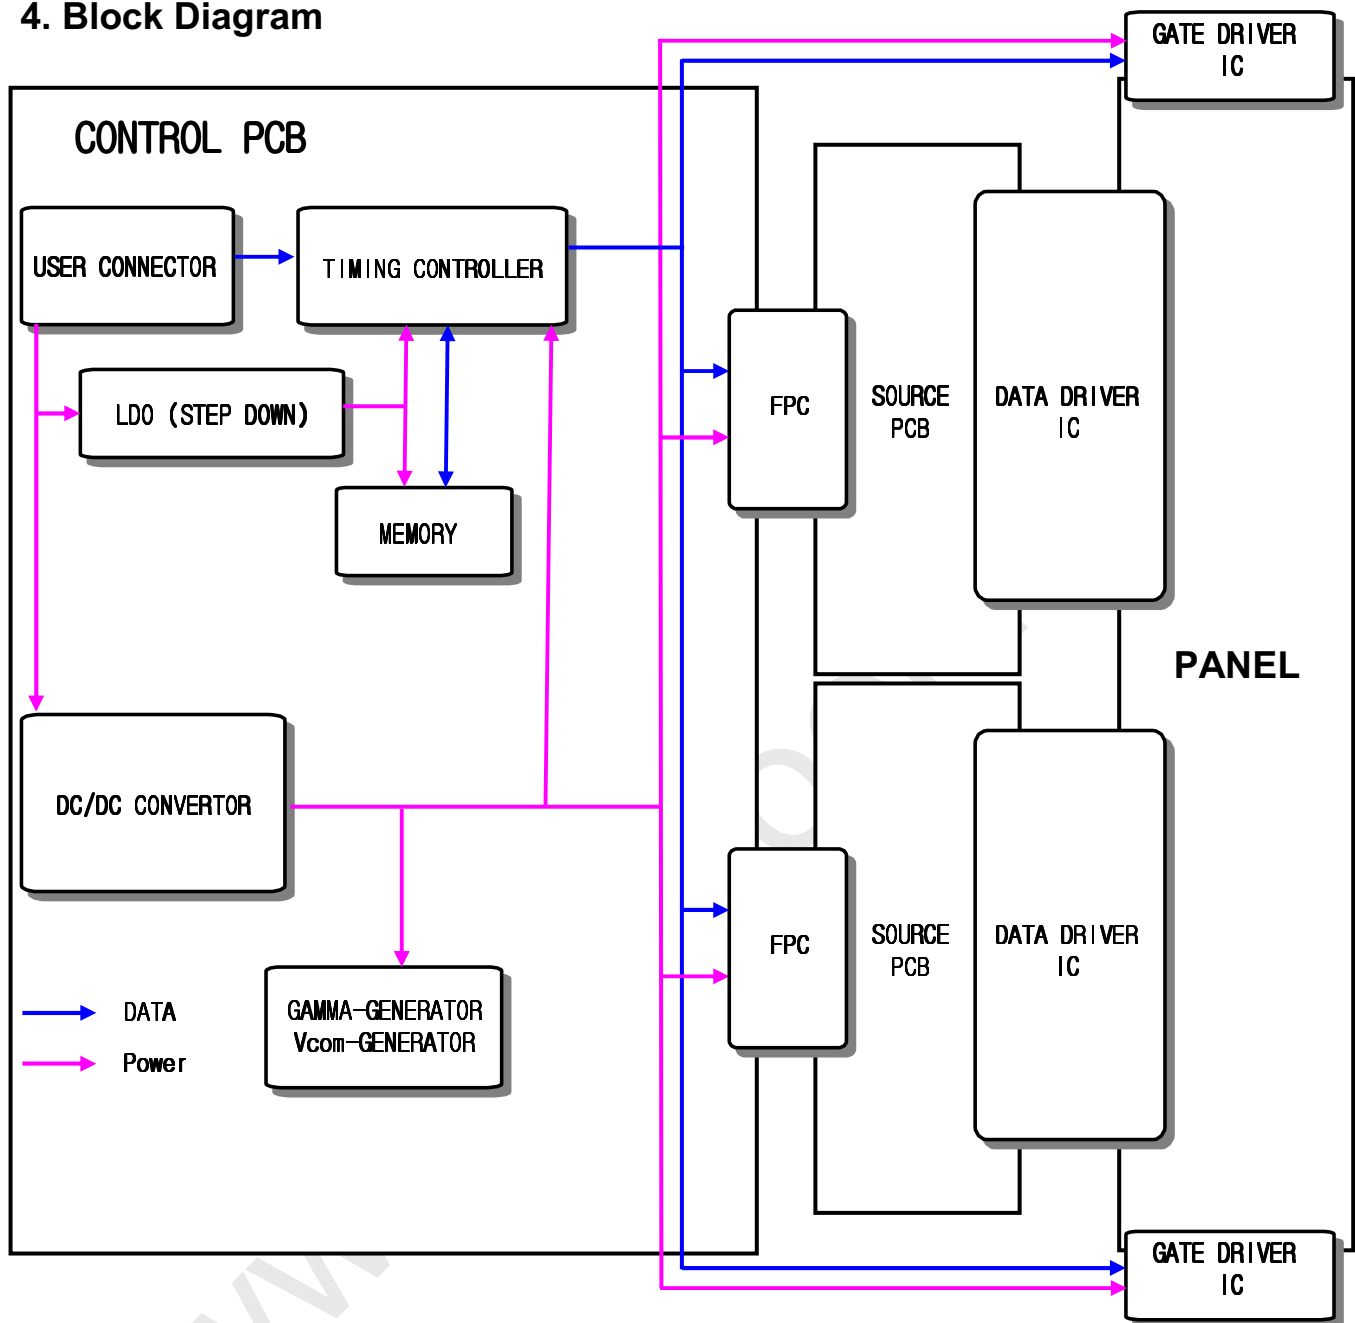 4. Block Diagram
GATE DRIVER
IC
CONTROL PCB
USER CONNECTOR
TIMING CONTROLLER
LDO (STEP DOWN)
MEMORY
FPC
SOURCE
PCB
DATA DRIVER
IC
PANEL
DC/DC CONVERTOR
FPC
SOURCE
PCB
DATA DRIVER
IC
GAMMA-GENERATOR
Vcom-GENERATOR
DATA
Power
GATE DRIVER
IC